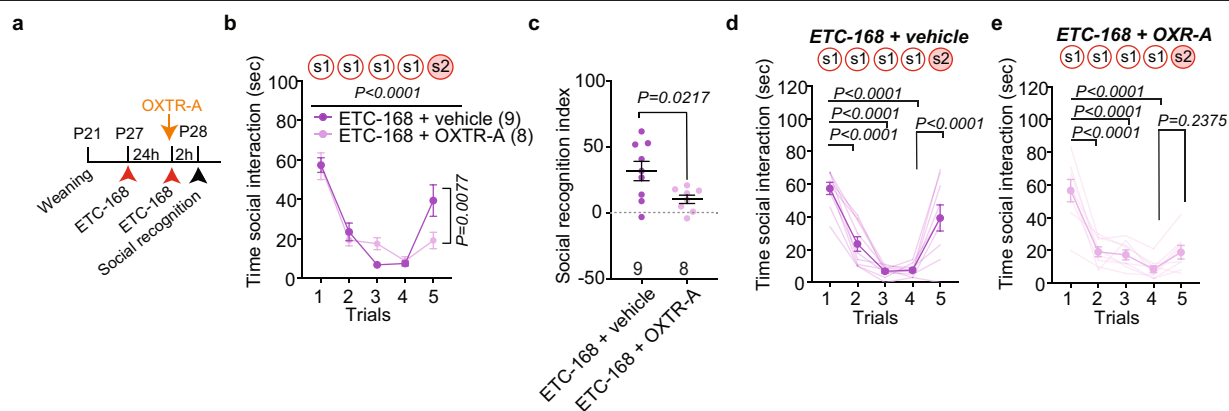 a
OXTR-A
P21
P27
P28
24h
2h
Weaning
ETC-168
ETC-168
Social recognition
b
s1 s1 s1 s1 s2
P<0.0001
ETC-168 + vehicle (9)
ETC-168 + OXTR-A (8)
P=0.0077
Time social interaction (sec)
100
80
60
40
20
0
1 2 3 4 5
Trials
c
Social recognition index
100
50
0
-50
P=0.0217
9 8
ETC-168 + vehicle
ETC-168 + OXTR-A
d
ETC-168 + vehicle
s1 s1 s1 s1 s2
Time social interaction (sec)
120
100
80
60
40
20
0
P<0.0001
P<0.0001
P<0.0001
P<0.0001
1 2 3 4 5
Trials
e
ETC-168 + OXR-A
s1 s1 s1 s1 s2
Time social interaction (sec)
120
100
80
60
40
20
0
P<0.0001
P<0.0001
P<0.0001
P=0.2375
1 2 3 4 5
Trials